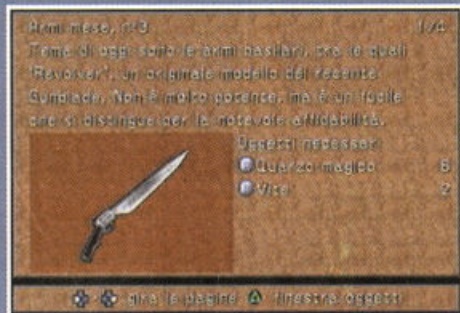 Armi mese, n°3 1/4
Tema di oggi sono le armi basilari, tra le quali
'Revolver', un originale modello del recente
Gunblade. Non è molto potente, ma è un fucile
che si distingue per la notevole affidabilità.
Oggetti necessari
Quarzo magico 6
Vite 2
gira le pagine finestra oggetti